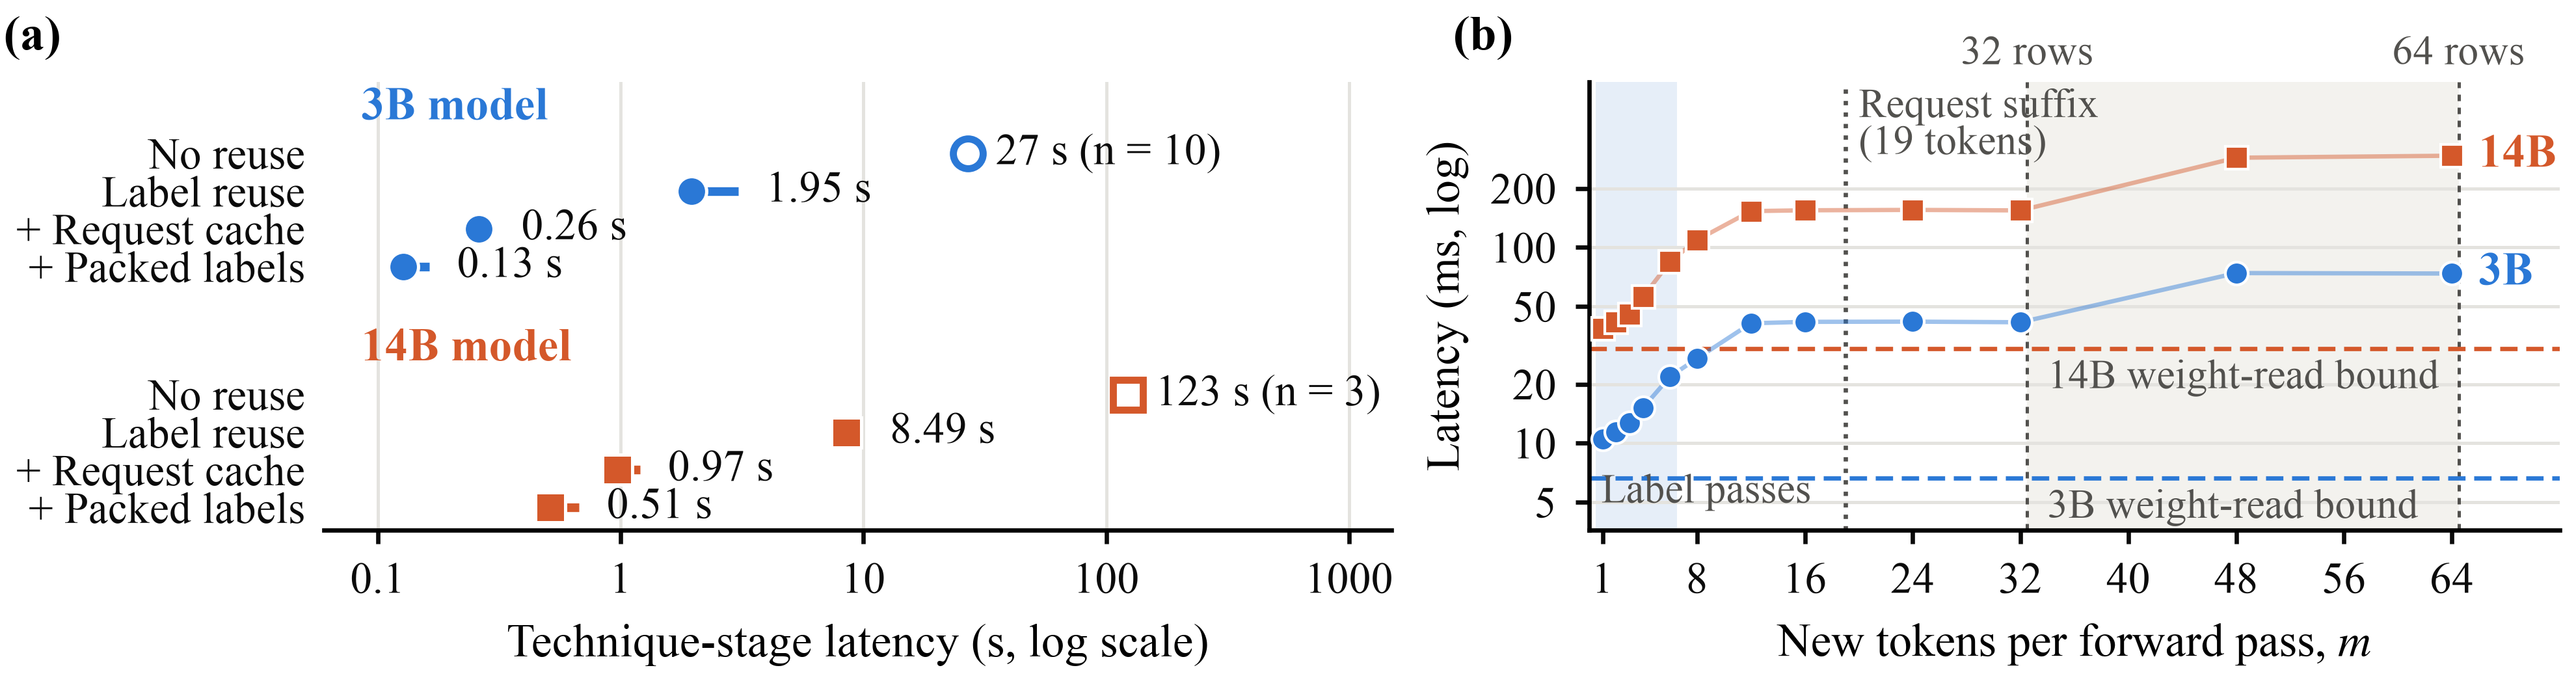 (a)
3B model
No reuse
27 s (n = 10)
Label reuse
1.95 s
+ Request cache
0.26 s
+ Packed labels
0.13 s
14B model
No reuse
123 s (n = 3)
Label reuse
8.49 s
+ Request cache
0.97 s
+ Packed labels
0.51 s
0.1 1 10 100 1000
Technique-stage latency (s, log scale)
(b)
32 rows
64 rows
Request suffix
(19 tokens)
14B
3B
Latency (ms, log)
200
100
50
20
10
5
14B weight-read bound
Label passes
3B weight-read bound
1 8 16 24 32 40 48 56 64
New tokens per forward pass, m